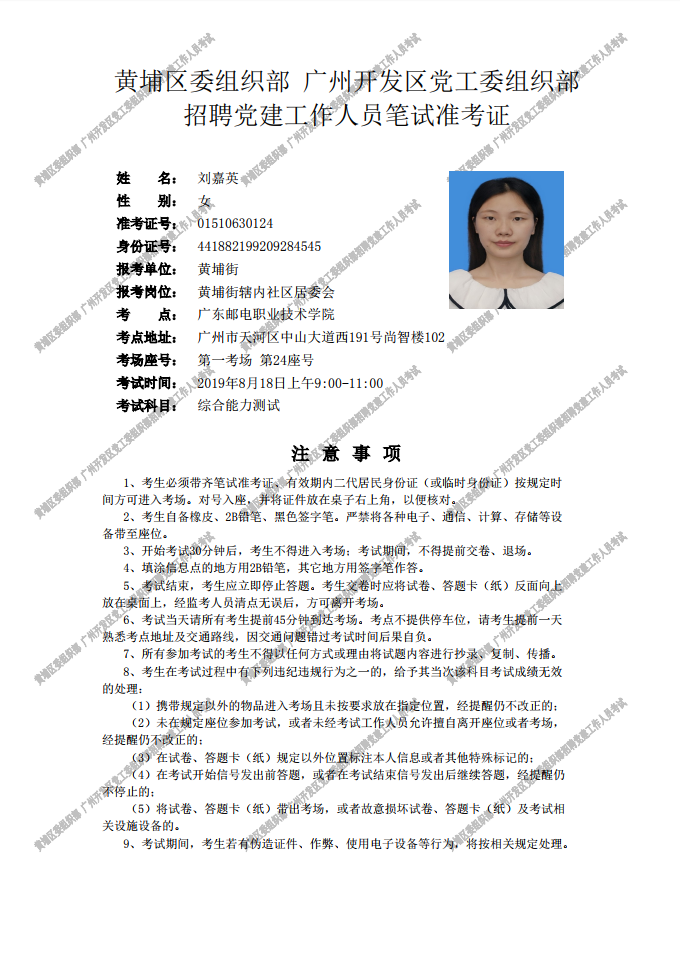 黄埔区委组织部 广州开发区党工委组织部
招聘党建工作人员笔试准考证
姓 名： 刘嘉英
性 别： 女
准考证号： 01510630124
身份证号： 441882199209284545
报考单位： 黄埔街
报考岗位： 黄埔街辖内社区居委会
考 点： 广东邮电职业技术学院
考点地址： 广州市天河区中山大道西191号尚智楼102
考场座号： 第一考场 第24座号
考试时间： 2019年8月18日上午9:00-11:00
考试科目： 综合能力测试
注 意 事 项
1、考生必须带齐笔试准考证、有效期内二代居民身份证（或临时身份证）按规定时
间方可进入考场。对号入座，并将证件放在桌子右上角，以便核对。
2、考生自备橡皮、2B铅笔、黑色签字笔。严禁将各种电子、通信、计算、存储等设
备带至座位。
3、开始考试30分钟后，考生不得进入考场；考试期间，不得提前交卷、退场。
4、填涂信息点的地方用2B铅笔，其它地方用签字笔作答。
5、考试结束，考生应立即停止答题。考生交卷时应将试卷、答题卡（纸）反面向上
放在桌面上，经监考人员清点无误后，方可离开考场。
6、考试当天请所有考生提前45分钟到达考场。考点不提供停车位，请考生提前一天
熟悉考点地址及交通路线，因交通问题错过考试时间后果自负。
7、所有参加考试的考生不得以任何方式或理由将试题内容进行抄录、复制、传播。
8、考生在考试过程中有下列违纪违规行为之一的，给予其当次该科目考试成绩无效
的处理：
（1）携带规定以外的物品进入考场且未按要求放在指定位置，经提醒仍不改正的；
（2）未在规定座位参加考试，或者未经考试工作人员允许擅自离开座位或者考场，
经提醒仍不改正的；
（3）在试卷、答题卡（纸）规定以外位置标注本人信息或者其他特殊标记的；
（4）在考试开始信号发出前答题，或者在考试结束信号发出后继续答题，经提醒仍
不停止的；
（5）将试卷、答题卡（纸）带出考场，或者故意损坏试卷、答题卡（纸）及考试相
关设施设备的。
9、考试期间，考生若有伪造证件、作弊、使用电子设备等行为，将按相关规定处理。
黄埔区委组织部 广州开发区党工委组织部招聘党建工作人员考试